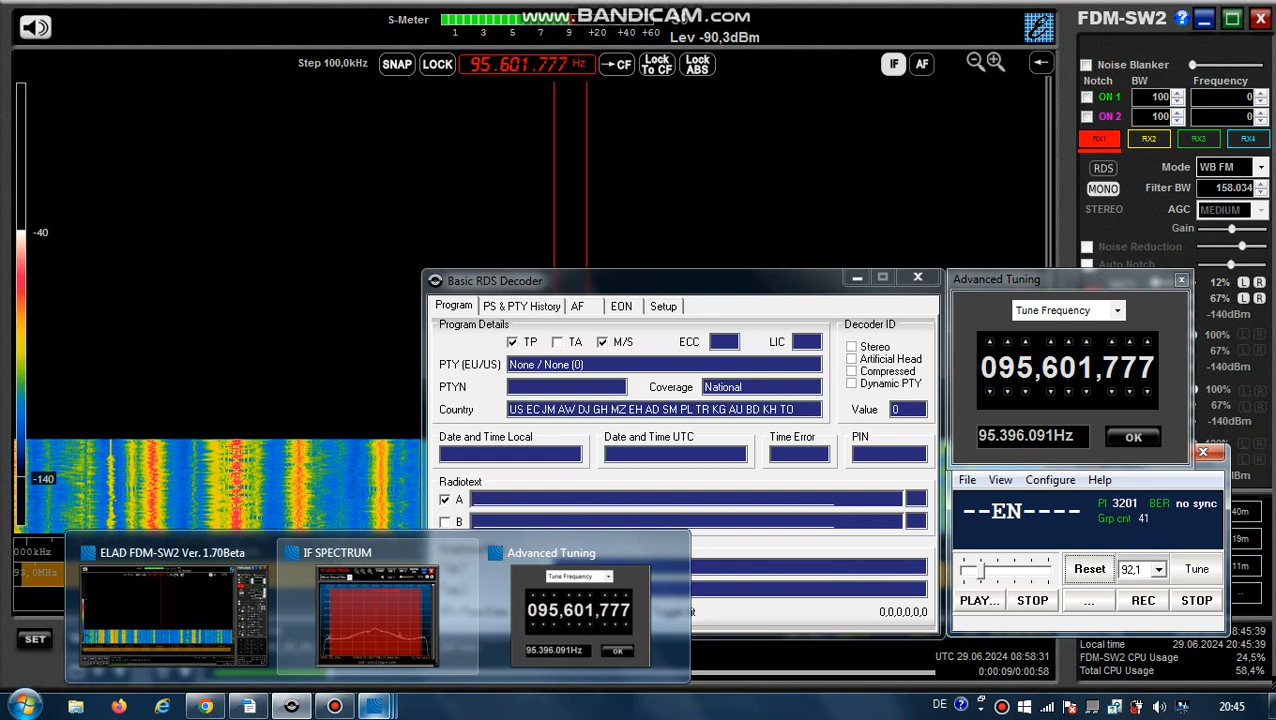 www.BANDICAM.com
S-Meter
1 3 5 7 9 +20 +40 +60
Lev -90,3dBm
FDM-SW2
Step 100,0kHz
SNAP
LOCK
95.601.777 Hz
→CF
Lock To CF
Lock ABS
IF
AF
Noise Blanker
Notch BW Frequency
ON 1 100 0
ON 2 100 0
RX1 RX2 RX3 RX4
RDS Mode WB FM
MONO Filter BW 158.034
STEREO AGC MEDIUM
Gain
Noise Reduction
Auto Notch
-40
-140
12% L R
67% L R
-140dBm
100% L R
67% L R
-140dBm
100% L R
67% L R
-140dBm
Basic RDS Decoder
Program PS & PTY History AF EON Setup
Program Details
TP TA M/S ECC LIC
PTY (EU/US) None / None (0)
PTYN Coverage National
Country US EC JM AW DJ GH MZ EH AD SM PL TR KG AU BD KH TO
Decoder ID
Stereo
Artificial Head
Compressed
Dynamic PTY
Value 0
Date and Time Local
Date and Time UTC
Time Error
PIN
Radiotext
A
B
0,0,0,0,0
Advanced Tuning
Tune Frequency
095,601,777
95.396.091Hz
OK
File View Configure Help
--EN----
PI 3201 BER no sync
Grp cnt 41
Reset 92,1 Tune
PLAY... STOP ... REC STOP
ELAD FDM-SW2 Ver. 1.70Beta
IF SPECTRUM
Advanced Tuning
Tune Frequency
095,601,777
95.396.091Hz
OK
000kHz
93,0MHz
SET
40m
19m
11m
UTC 29.06.2024 08:58:31
0:00:09/0:00:58
Local time 29.06.2024 20:45:39
FDM-SW2 CPU Usage 24,5%
Total CPU Usage 58,4%
DE
20:45